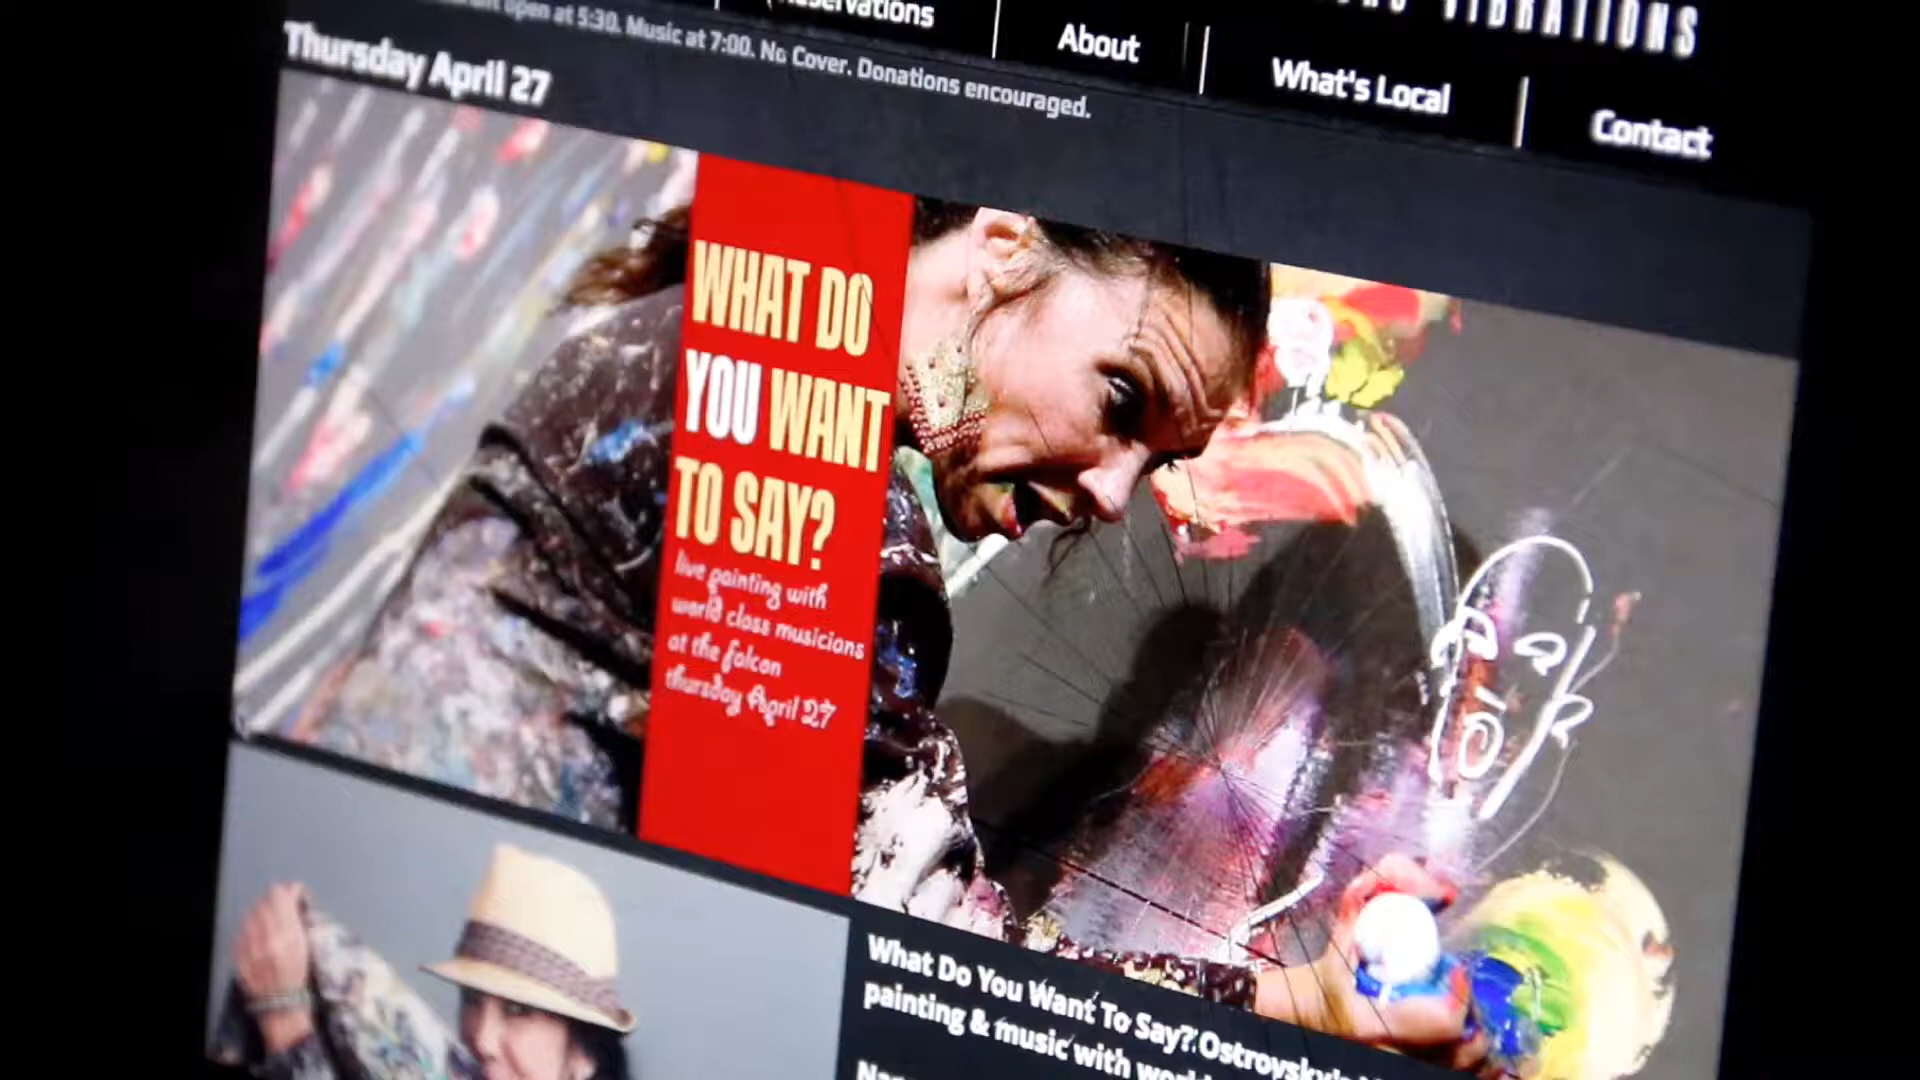 VIBRATIONS
About
What's Local
Contact
open at 5:30. Music at 7:00. No Cover. Donations encouraged.
Thursday April 27
WHAT DO
YOU WANT
TO SAY?
live painting with
world class musicians
at the falcon
thursday April 27
What Do You Want To Say? Ostrovsky's
painting & music with